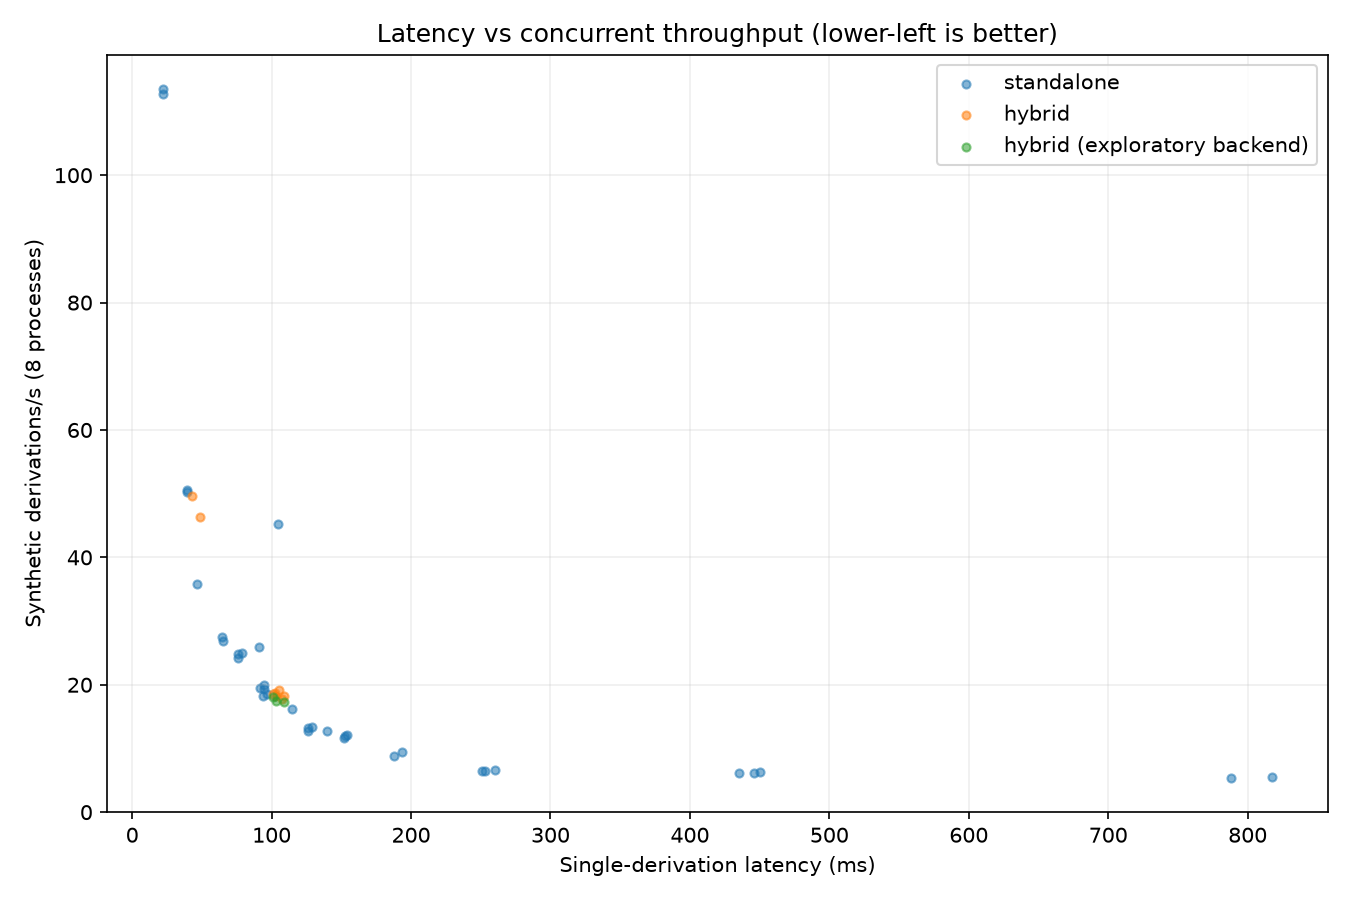 Latency vs concurrent throughput (lower-left is better)
standalone
hybrid
hybrid (exploratory backend)
Synthetic derivations/s (8 processes)
100
80
60
40
20
0
0 100 200 300 400 500 600 700 800
Single-derivation latency (ms)